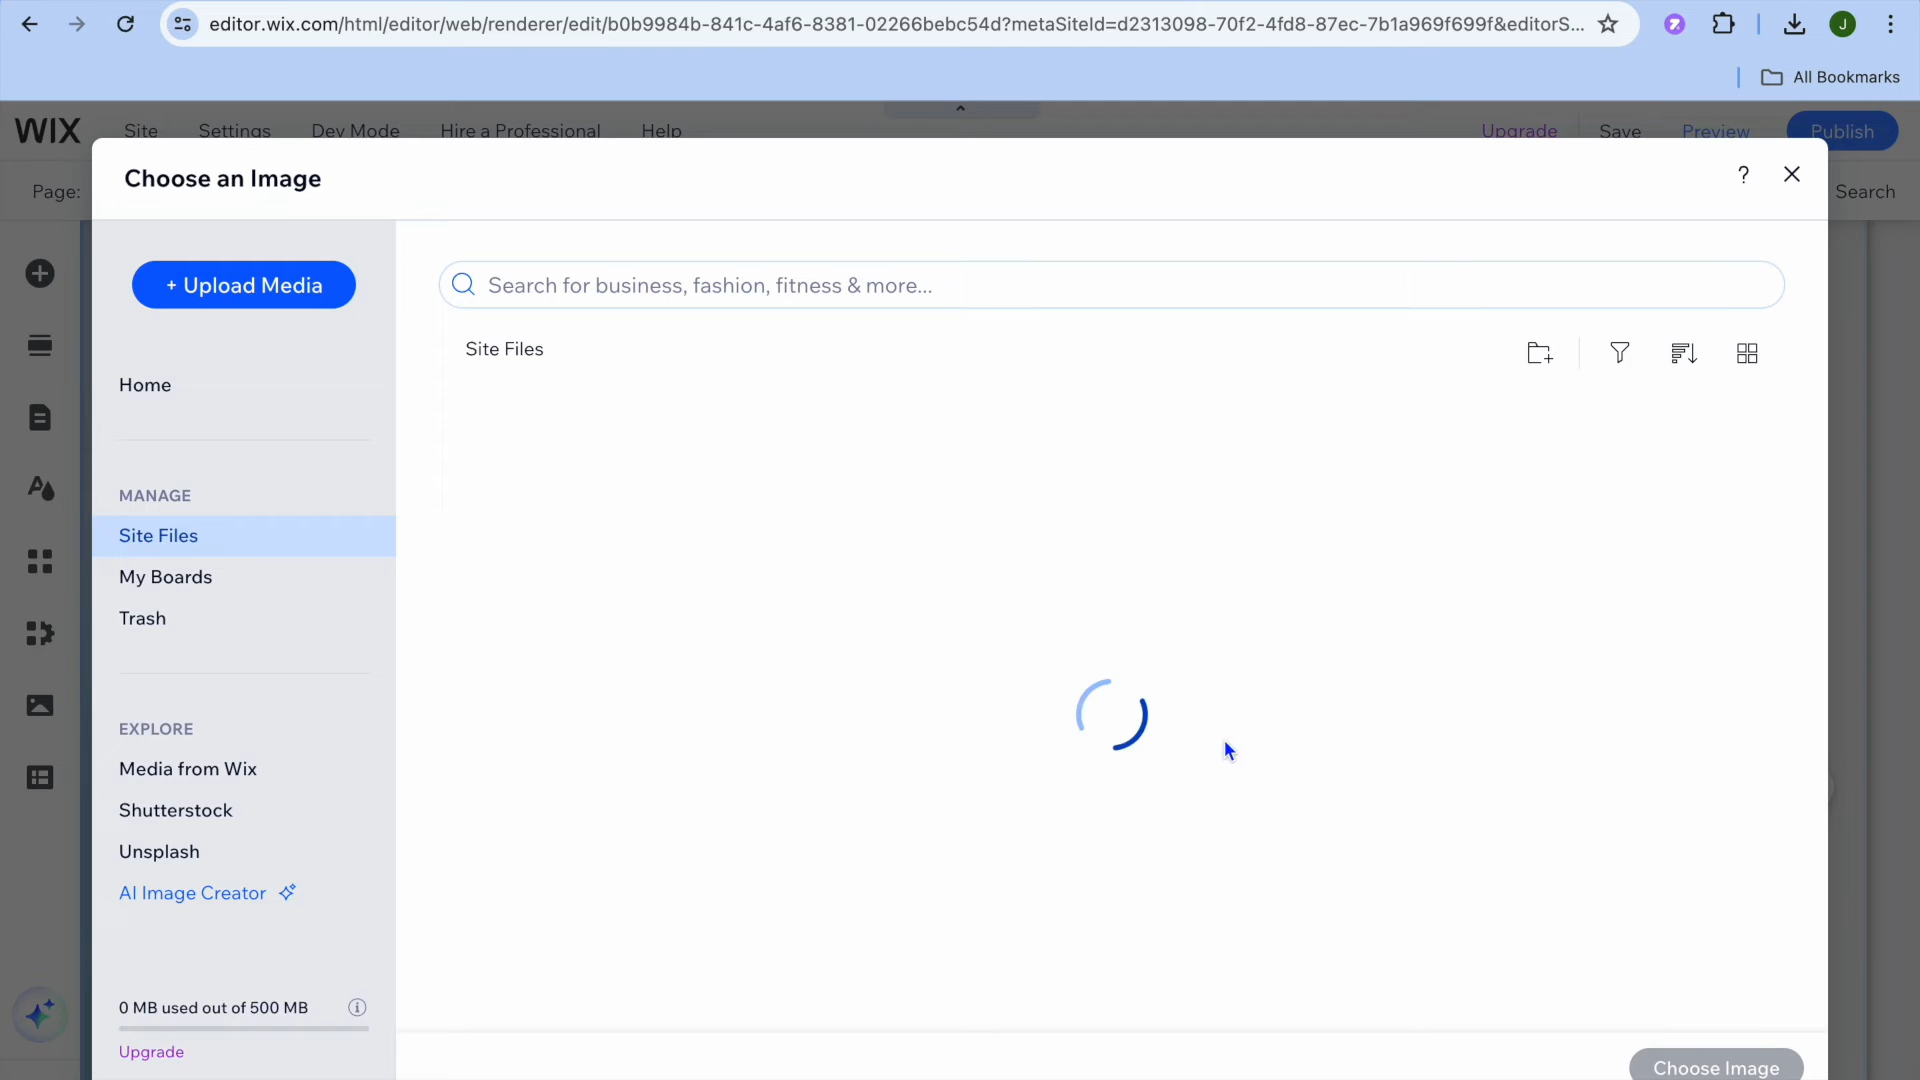 editor.wix.com/html/editor/web/renderer/edit/b0b9984b-841c-4af6-8381-02266bebc54d?metaSiteId=d2313098-70f2-4fd8-87ec-7b1a969f699f&editorS...
J
All Bookmarks
WIX Site Settings Dev Mode Hire a Professional Help Upgrade Save Preview Publish
Page: Search
Choose an Image ?
+ Upload Media
Search for business, fashion, fitness & more...
Site Files
Home
MANAGE
Site Files
My Boards
Trash
EXPLORE
Media from Wix
Shutterstock
Unsplash
AI Image Creator
0 MB used out of 500 MB
Upgrade
Choose Image